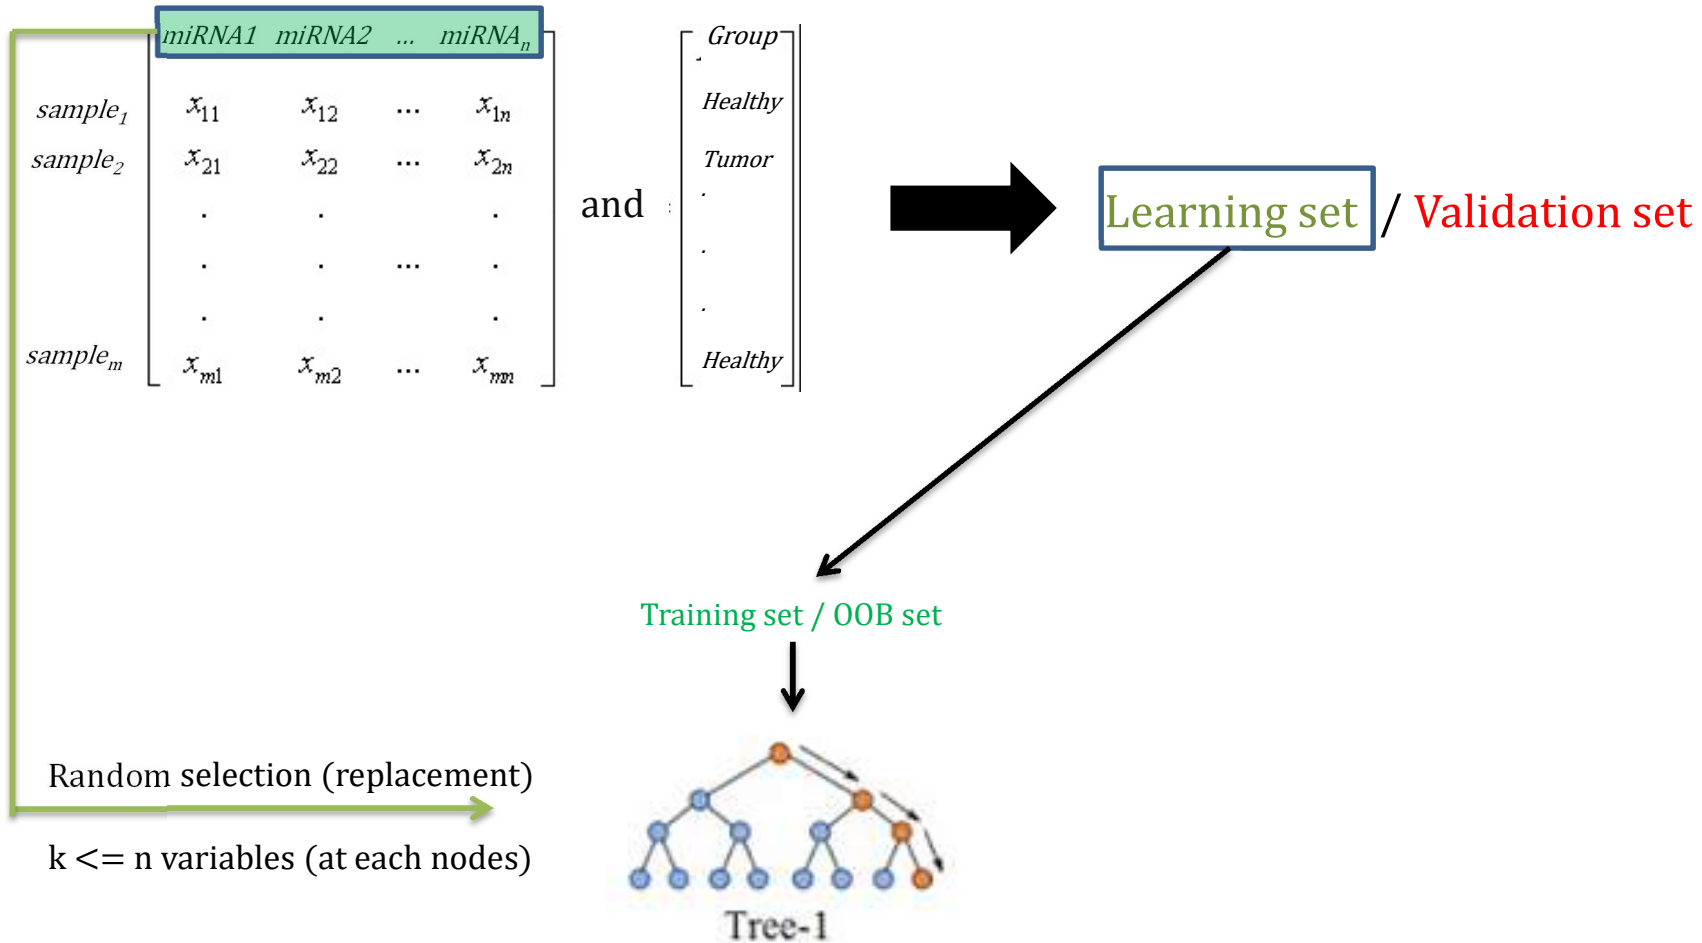 miRNA1 miRNA2 ... miRNAₙ
Group
sample₁ x₁₁ x₁₂ ... x₁ₙ
Healthy
sample₂ x₂₁ x₂₂ ... x₂ₙ
Tumor
. . .
.
and
Learning set / Validation set
. . ... .
.
. . .
.
sampleₘ xₘ₁ xₘ₂ ... xₘₙ
Healthy
Training set / OOB set
Random selection (replacement)
k <= n variables (at each nodes)
Tree-1